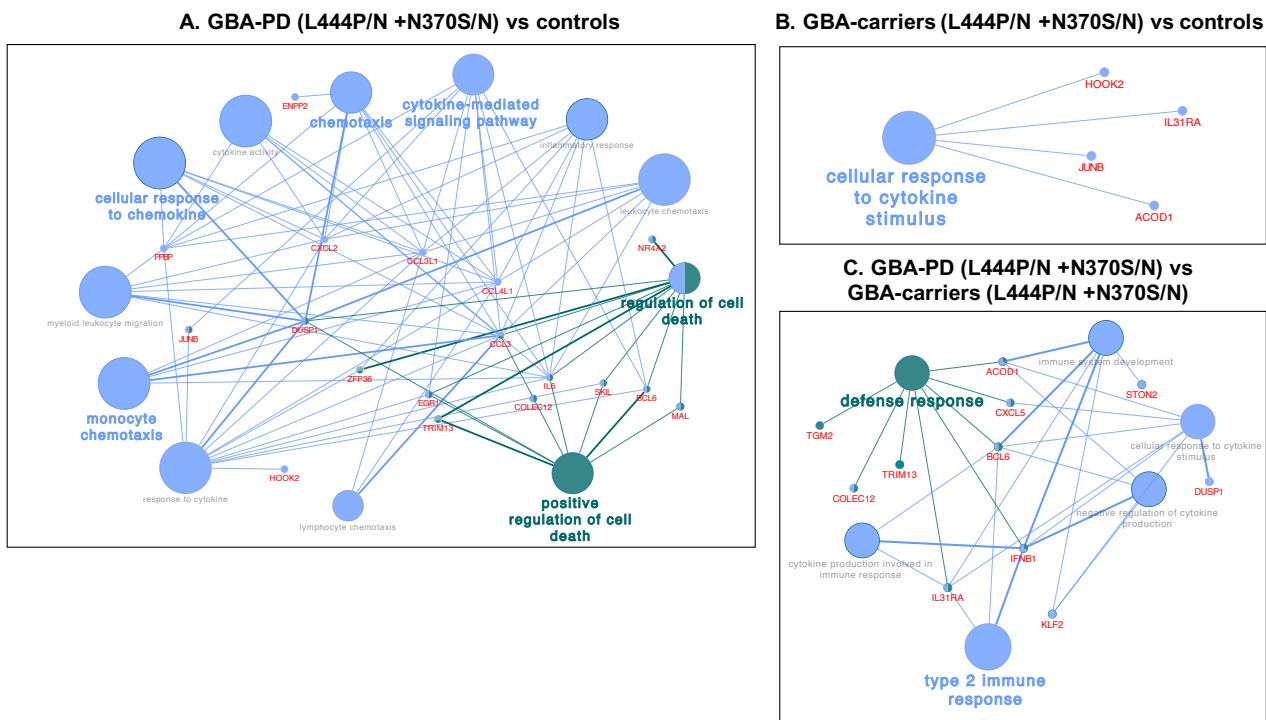 A. GBA-PD (L444P/N +N370S/N) vs controls
ENPP2
chemotaxis
cytokine-mediated
signaling pathway
cytokine activity
inflammatory response
cellular response
to chemokine
leukocyte chemotaxis
PPBP
CXCL2
CCL3L1
NR4A2
CCL4L1
regulation of cell
death
myeloid leukocyte migration
JUNB
DUSP1
CCL3
ZFP36
IL6
SKIL
BCL6
EGR1
COLEC12
MAL
TRIM13
monocyte
chemotaxis
HOOK2
response to cytokine
lymphocyte chemotaxis
positive
regulation of cell
death
B. GBA-carriers (L444P/N +N370S/N) vs controls
HOOK2
IL31RA
JUNB
cellular response
to cytokine
stimulus
ACOD1
C. GBA-PD (L444P/N +N370S/N) vs
GBA-carriers (L444P/N +N370S/N)
immune system development
ACOD1
STON2
defense response
CXCL5
TGM2
cellular response to cytokine
stimulus
BCL6
TRIM13
DUSP1
COLEC12
negative regulation of cytokine
production
IFNB1
cytokine production involved in
immune response
IL31RA
KLF2
type 2 immune
response